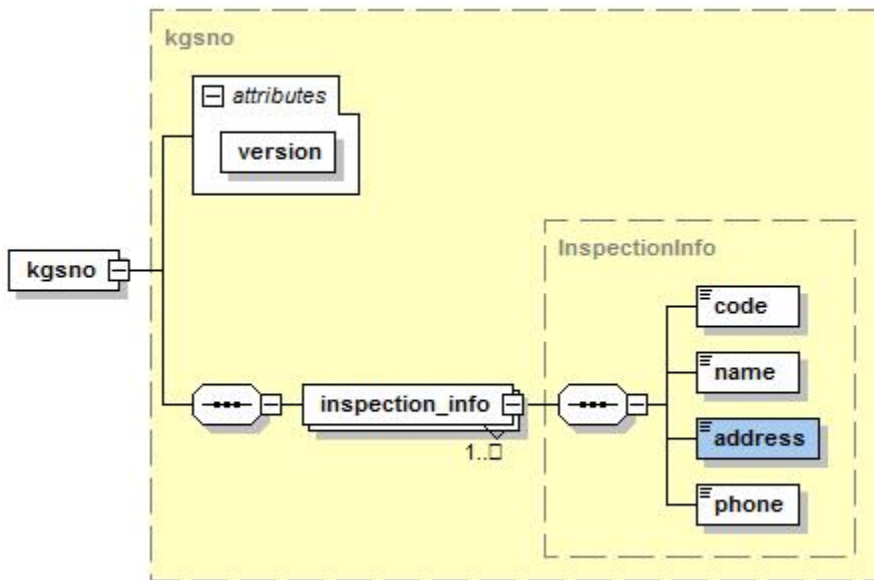 kgsno
attributes
version
kgsno
InspectionInfo
code
name
inspection_info
address
1..□
phone